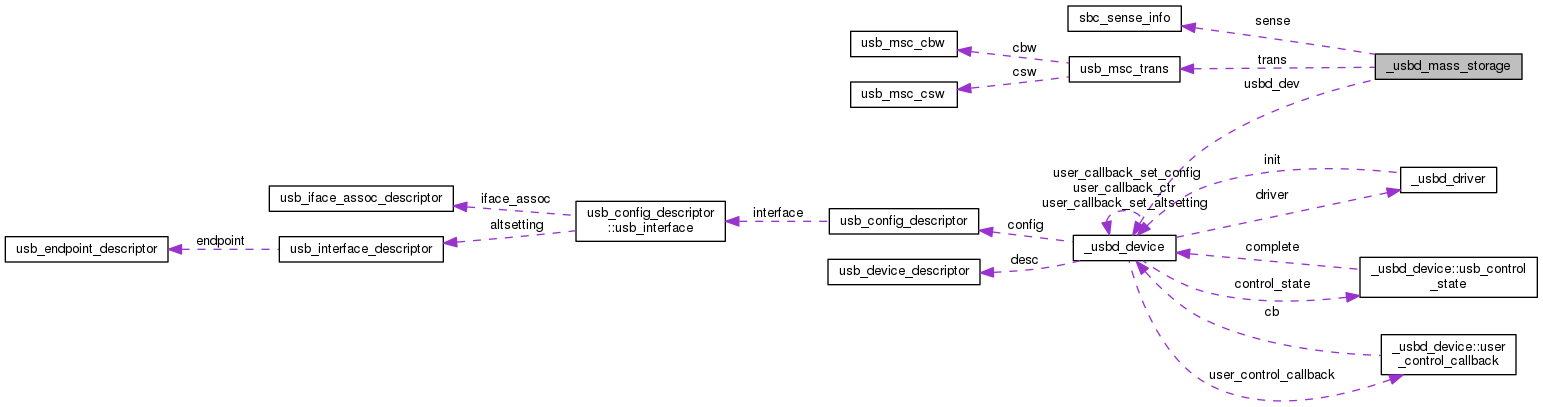 sbc_sense_info
sense
usb_msc_cbw
cbw
_usbd_mass_storage
trans
usb_msc_trans
csw
usb_msc_csw
usbd_dev
init
_usbd_driver
user_callback_set_config
user_callback_ctr
user_callback_set_altsetting
driver
usb_iface_assoc_descriptor
iface_assoc
usb_config_descriptor
::usb_interface
interface
usb_config_descriptor
config
altsetting
usb_endpoint_descriptor
endpoint
usb_interface_descriptor
_usbd_device
complete
desc
usb_device_descriptor
_usbd_device::usb_control
_state
control_state
cb
_usbd_device::user
_control_callback
user_control_callback